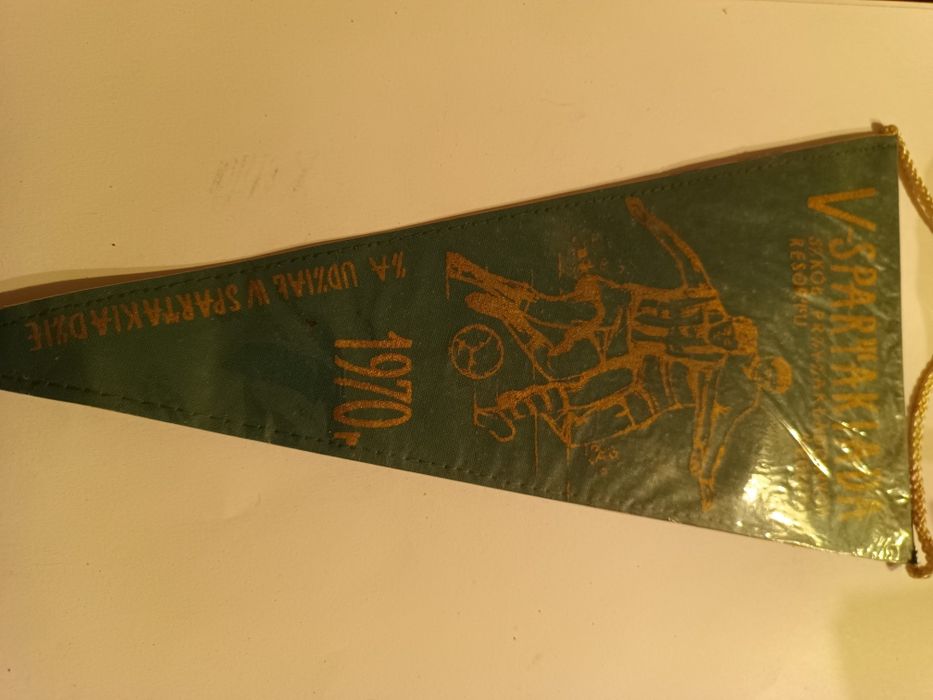 V-SPARTAKIADA
RESORTU
1970 r.
ZA UDZIAŁ W SPARTAKIADZIE